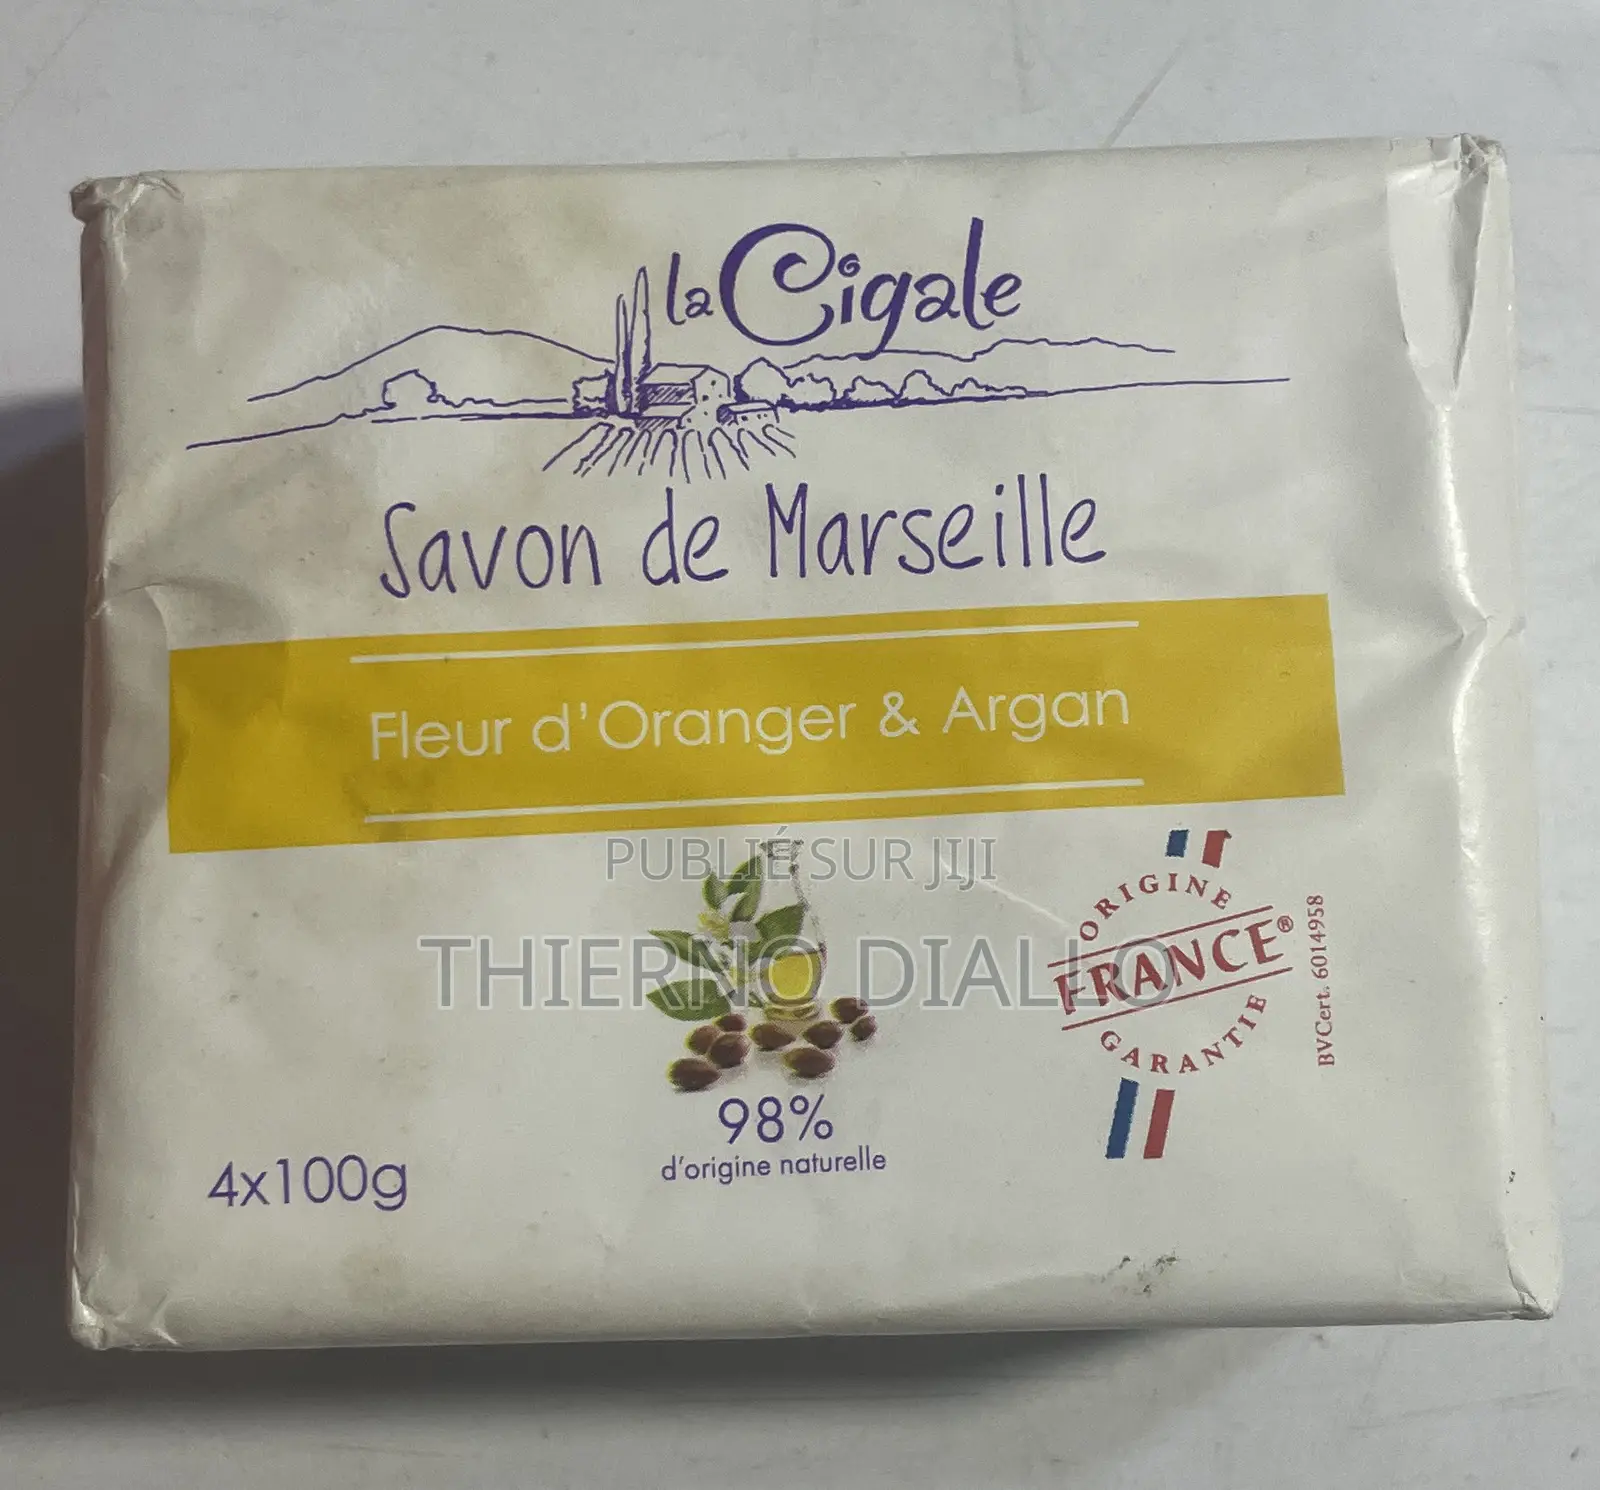 la Cigale
Savon de Marseille
Fleur d'Oranger & Argan
PUBLIÉ SUR JIJI
THIERNO DIALLO
ORIGINE
FRANCE®
GARANTIE
BVCert. 6014958
98%
d'origine naturelle
4x100g